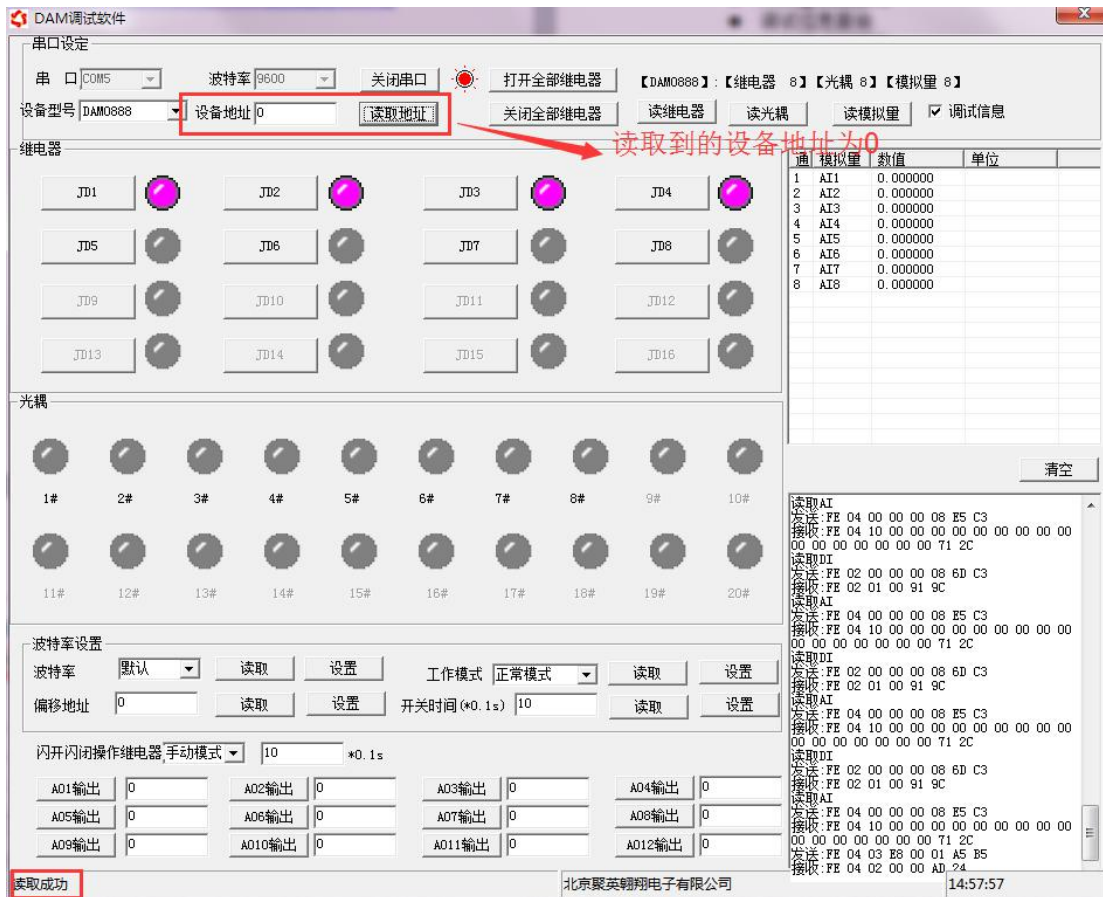 DAM调试软件
串口设定
串 口 COM5 波特率 9600 关闭串口 打开全部继电器 【DAM0888】:【继电器 8】【光耦 8】【模拟量 8】
设备型号 DAM0888 设备地址 0 读取地址 关闭全部继电器 读继电器 读光耦 读模拟量 调试信息
读取到的设备地址为0
继电器
JD1 JD2 JD3 JD4
JD5 JD6 JD7 JD8
JD9 JD10 JD11 JD12
JD13 JD14 JD15 JD16
通 模拟量 数值 单位
1 AI1 0.000000
2 AI2 0.000000
3 AI3 0.000000
4 AI4 0.000000
5 AI5 0.000000
6 AI6 0.000000
7 AI7 0.000000
8 AI8 0.000000
光耦
1# 2# 3# 4# 5# 6# 7# 8# 9# 10#
11# 12# 13# 14# 15# 16# 17# 18# 19# 20#
清空
读取AI
发送:FE 04 00 00 00 08 E5 C3
接收:FE 04 10 00 00 00 00 00 00 00 00 00
00 00 00 00 00 00 00 71 2C
读取DI
发送:FE 02 00 00 00 08 6D C3
接收:FE 02 01 00 91 9C
读取AI
发送:FE 04 00 00 00 08 E5 C3
接收:FE 04 10 00 00 00 00 00 00 00 00 00
00 00 00 00 00 00 00 71 2C
读取DI
发送:FE 02 00 00 00 08 6D C3
接收:FE 02 01 00 91 9C
读取AI
发送:FE 04 00 00 00 08 E5 C3
接收:FE 04 10 00 00 00 00 00 00 00 00 00
00 00 00 00 00 00 00 71 2C
读取DI
发送:FE 02 00 00 00 08 6D C3
接收:FE 02 01 00 91 9C
读取AI
发送:FE 04 00 00 00 08 E5 C3
接收:FE 04 10 00 00 00 00 00 00 00 00 00
00 00 00 00 00 00 00 71 2C
发送:FE 04 03 E8 00 01 A5 B5
接收:FE 04 02 00 00 AD 24
波特率设置
波特率 默认 读取 设置 工作模式 正常模式 读取 设置
偏移地址 0 读取 设置 开关时间(*0.1s) 10 读取 设置
闪开闪闭操作继电器 手动模式 10 *0.1s
AO1输出 0 AO2输出 0 AO3输出 0 AO4输出 0
AO5输出 0 AO6输出 0 AO7输出 0 AO8输出 0
AO9输出 0 AO10输出 0 AO11输出 0 AO12输出 0
读取成功 北京聚英翱翔电子有限公司 14:57:57